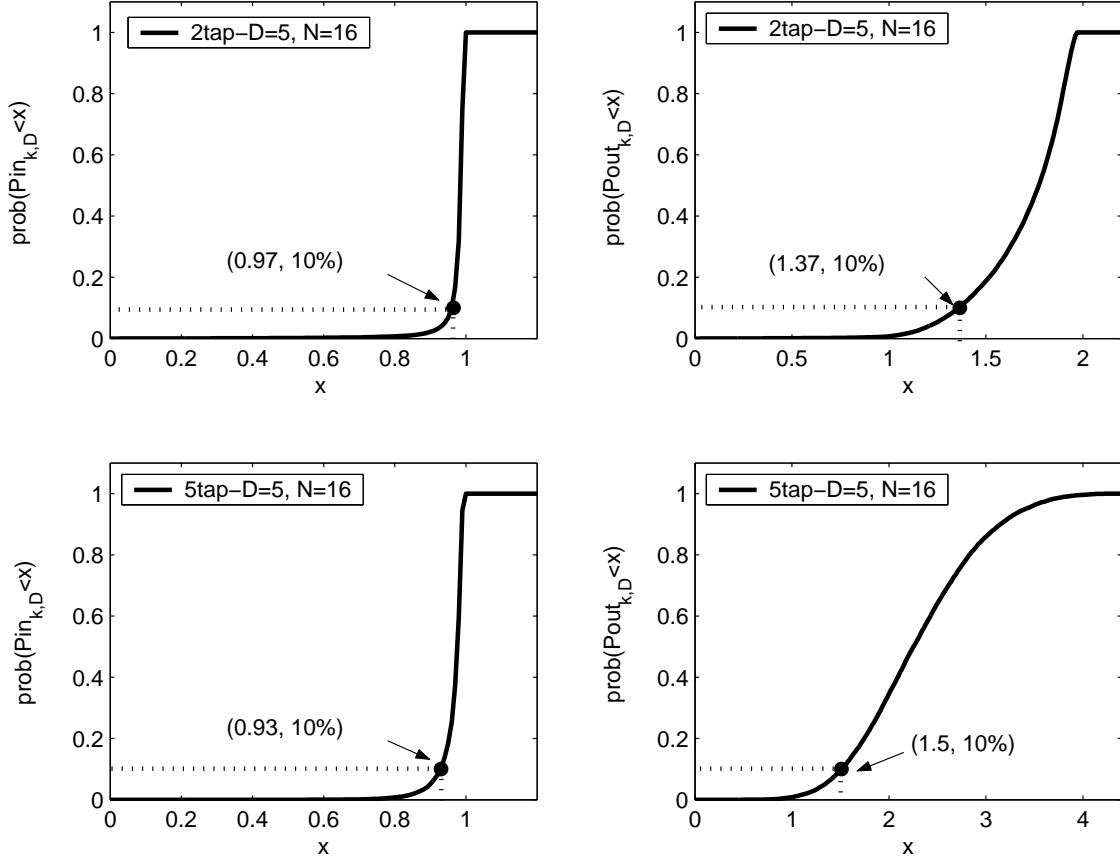 2tap−D=5, N=16
prob(Pin_{k,D}<x)
1
0.8
0.6
0.4
0.2
0
(0.97, 10%)
0 0.2 0.4 0.6 0.8 1
x
2tap−D=5, N=16
prob(Pout_{k,D}<x)
1
0.8
0.6
0.4
0.2
0
(1.37, 10%)
0 0.5 1 1.5 2
x
5tap−D=5, N=16
prob(Pin_{k,D}<x)
1
0.8
0.6
0.4
0.2
0
(0.93, 10%)
0 0.2 0.4 0.6 0.8 1
x
5tap−D=5, N=16
prob(Pout_{k,D}<x)
1
0.8
0.6
0.4
0.2
0
(1.5, 10%)
0 1 2 3 4
x